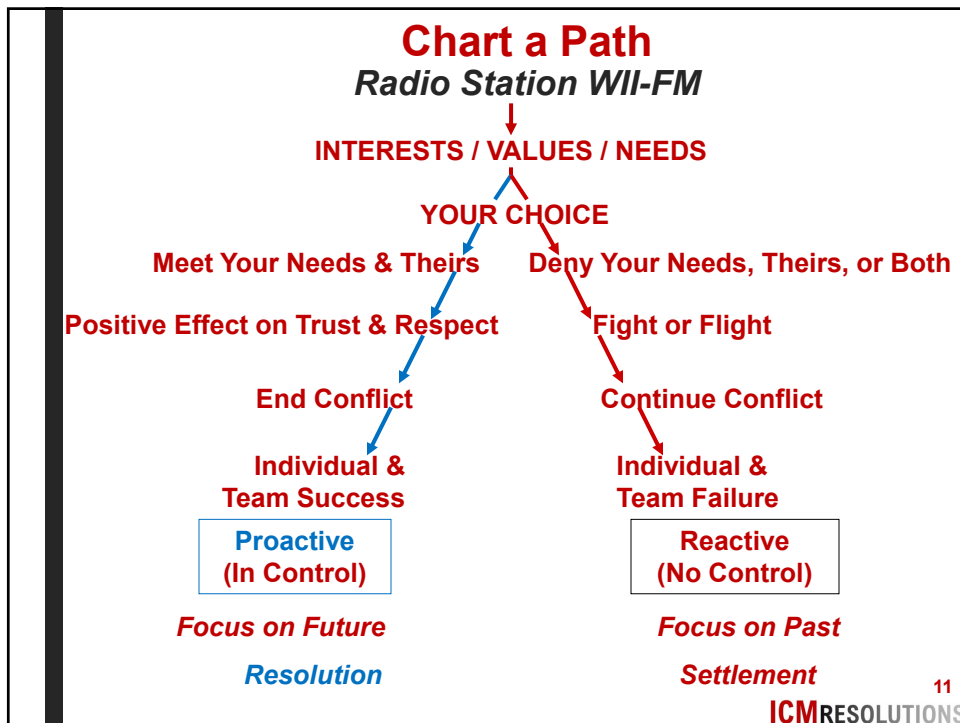 Chart a Path
Radio Station WII-FM
INTERESTS / VALUES / NEEDS
YOUR CHOICE
Meet Your Needs & Theirs
Deny Your Needs, Theirs, or Both
Positive Effect on Trust & Respect
Fight or Flight
End Conflict
Continue Conflict
Individual &
Team Success
Individual &
Team Failure
Proactive
(In Control)
Reactive
(No Control)
Focus on Future
Focus on Past
Resolution
Settlement
11
ICMRESOLUTIONS